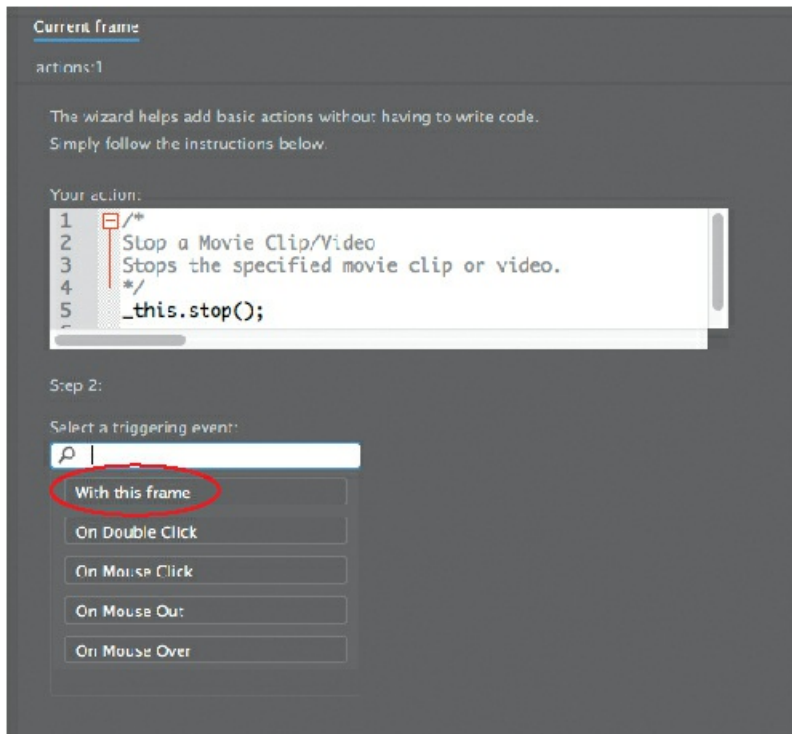 Current frame
actions:1
The wizard helps add basic actions without having to write code.
Simply follow the instructions below.
Your action:
1 /*
2 Stop a Movie Clip/Video
3 Stops the specified movie clip or video.
4 */
5 _this.stop();
Step 2:
Select a triggering event:
With this frame
On Double Click
On Mouse Click
On Mouse Out
On Mouse Over